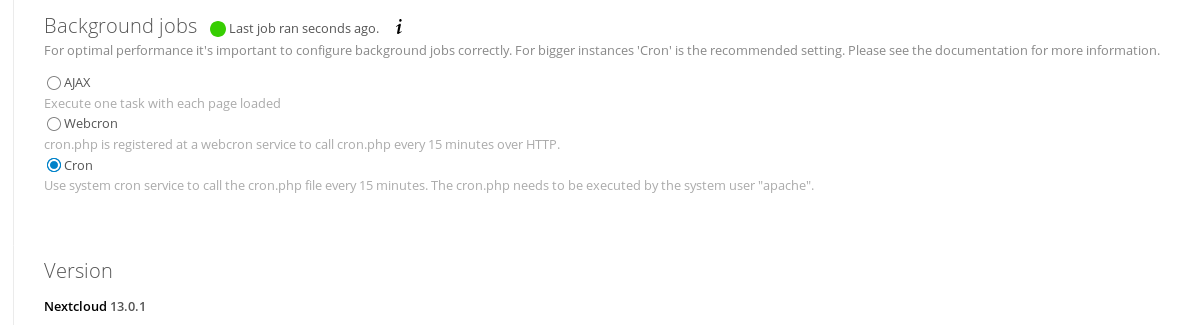 Background jobs Last job ran seconds ago. i
For optimal performance it's important to configure background jobs correctly. For bigger instances 'Cron' is the recommended setting. Please see the documentation for more information.
AJAX
Execute one task with each page loaded
Webcron
cron.php is registered at a webcron service to call cron.php every 15 minutes over HTTP.
Cron
Use system cron service to call the cron.php file every 15 minutes. The cron.php needs to be executed by the system user "apache".
Version
Nextcloud 13.0.1